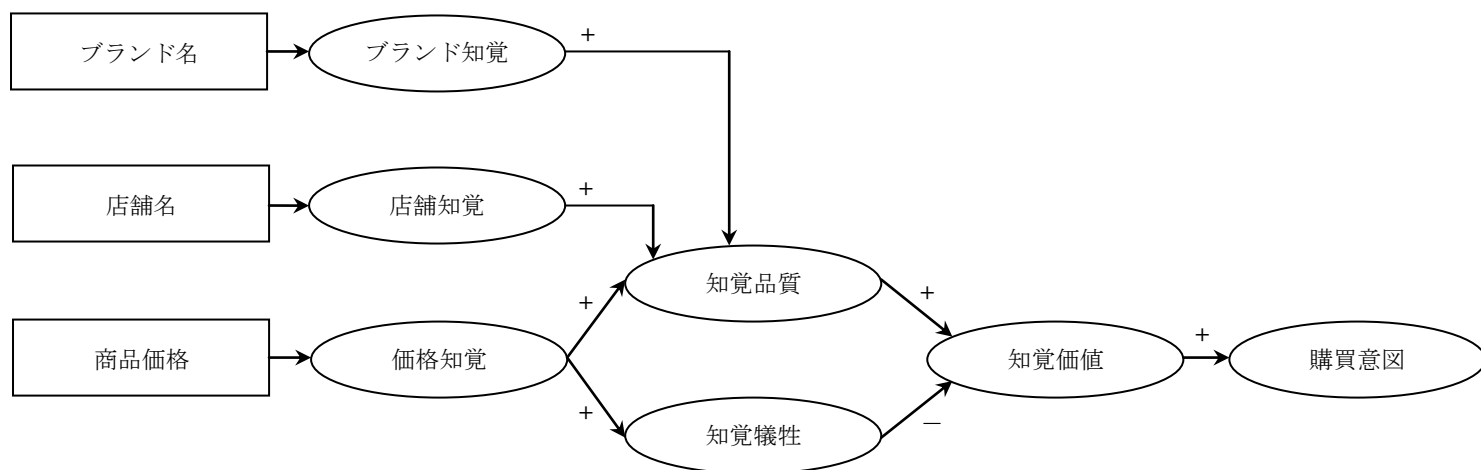 ブランド名
ブランド知覚
+
店舗名
店舗知覚
+
知覚品質
+
+
商品価格
価格知覚
知覚価値
+
購買意図
+
知覚犠牲
−